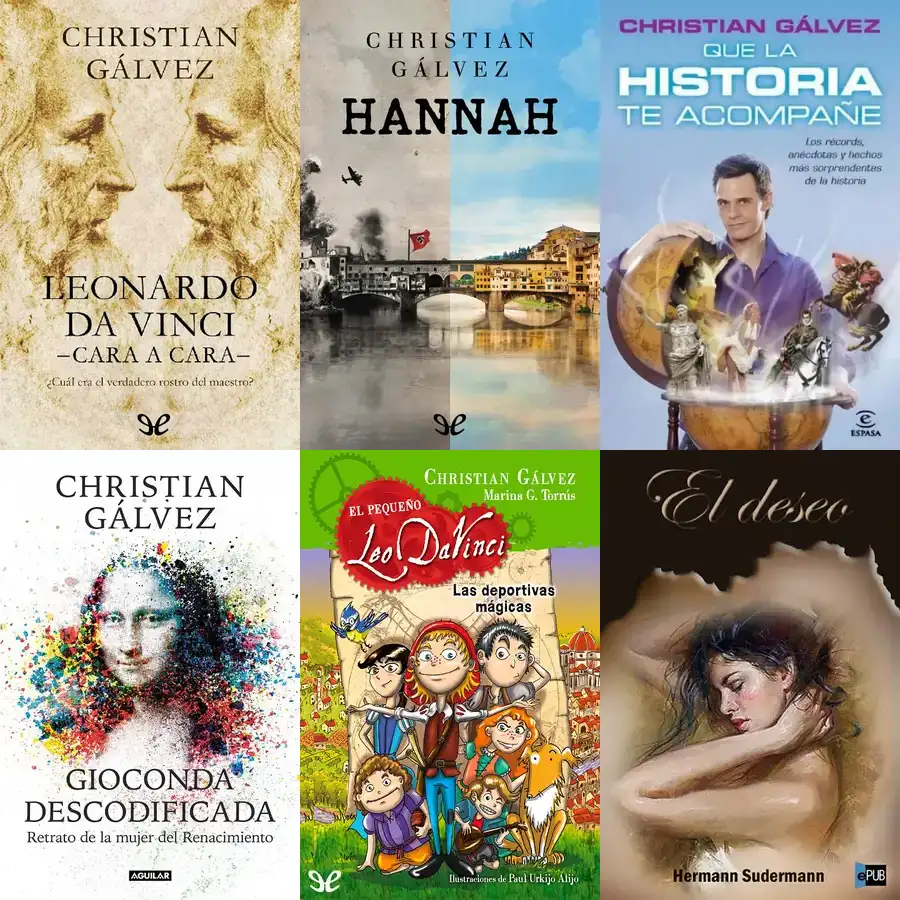 CHRISTIAN
GÁLVEZ
LEONARDO
DA VINCI
–CARA A CARA–
¿Cuál era el verdadero rostro del maestro?
CHRISTIAN
GÁLVEZ
HANNAH
CHRISTIAN GÁLVEZ
QUE LA
HISTORIA
TE ACOMPAÑE
Los récords,
anécdotas y hechos
más sorprendentes
de la historia
e
ESPASA
CHRISTIAN
GÁLVEZ
GIOCONDA
DESCODIFICADA
Retrato de la mujer del Renacimiento
AGUILAR
CHRISTIAN GÁLVEZ
Marina G. Torrús
EL PEQUEÑO
Leo DaVinci
Las deportivas
mágicas
Ilustraciones de Paul Urkijo Alijo
El deseo
Hermann Sudermann
ePUB